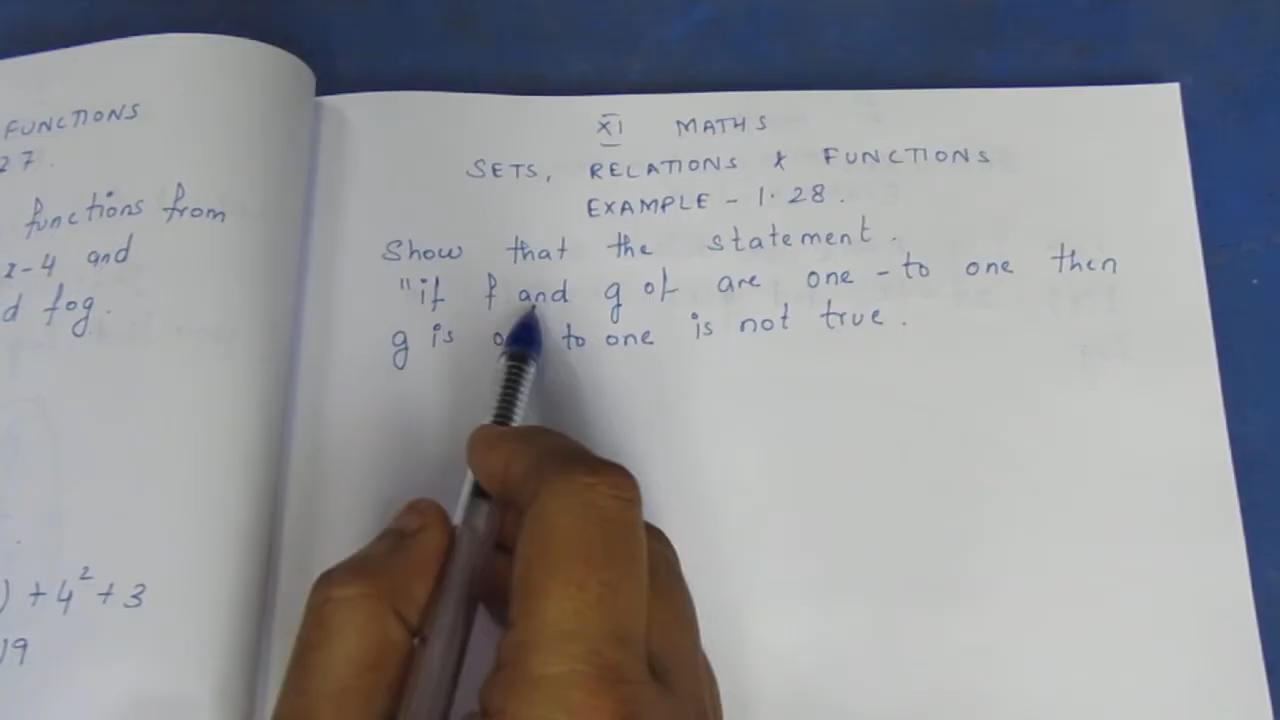 FUNCTIONS
27.
functions from
x-4 and
d fog.
) + 4² + 3
19
XI MATHS
SETS, RELATIONS & FUNCTIONS
EXAMPLE - 1.28.
Show that the statement.
"if f and g of are one - to one then
g is to one is not true.